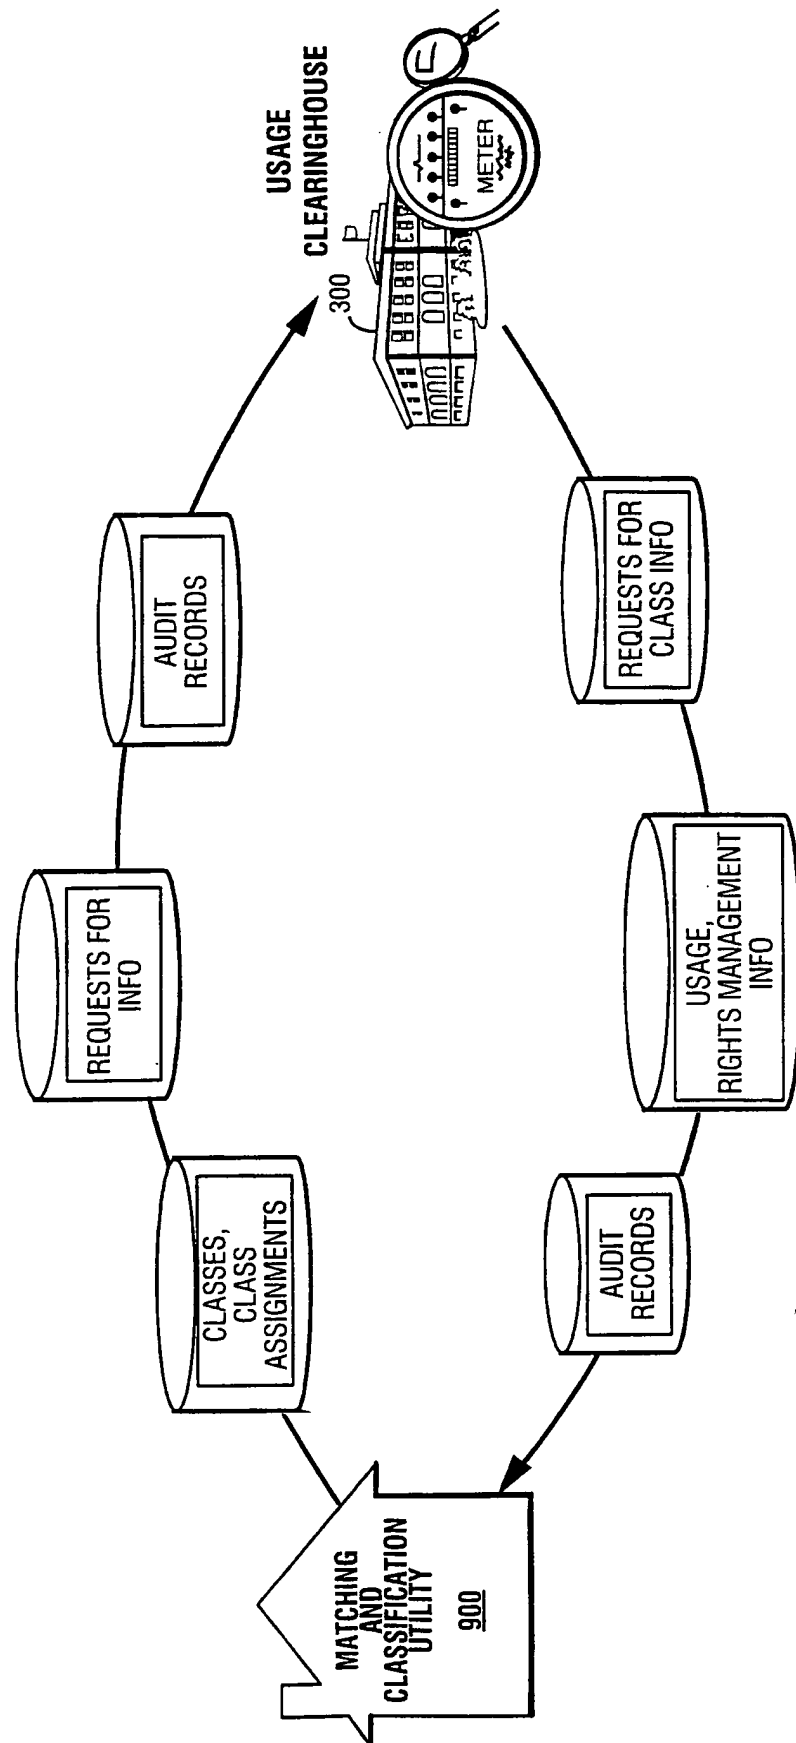 USAGE
CLEARINGHOUSE
300
METER
AUDIT
RECORDS
REQUESTS FOR
INFO
CLASSES,
CLASS
ASSIGNMENTS
MATCHING
AND
CLASSIFICATION
UTILITY
900
REQUESTS FOR
CLASS INFO
USAGE,
RIGHTS MANAGEMENT
INFO
AUDIT
RECORDS